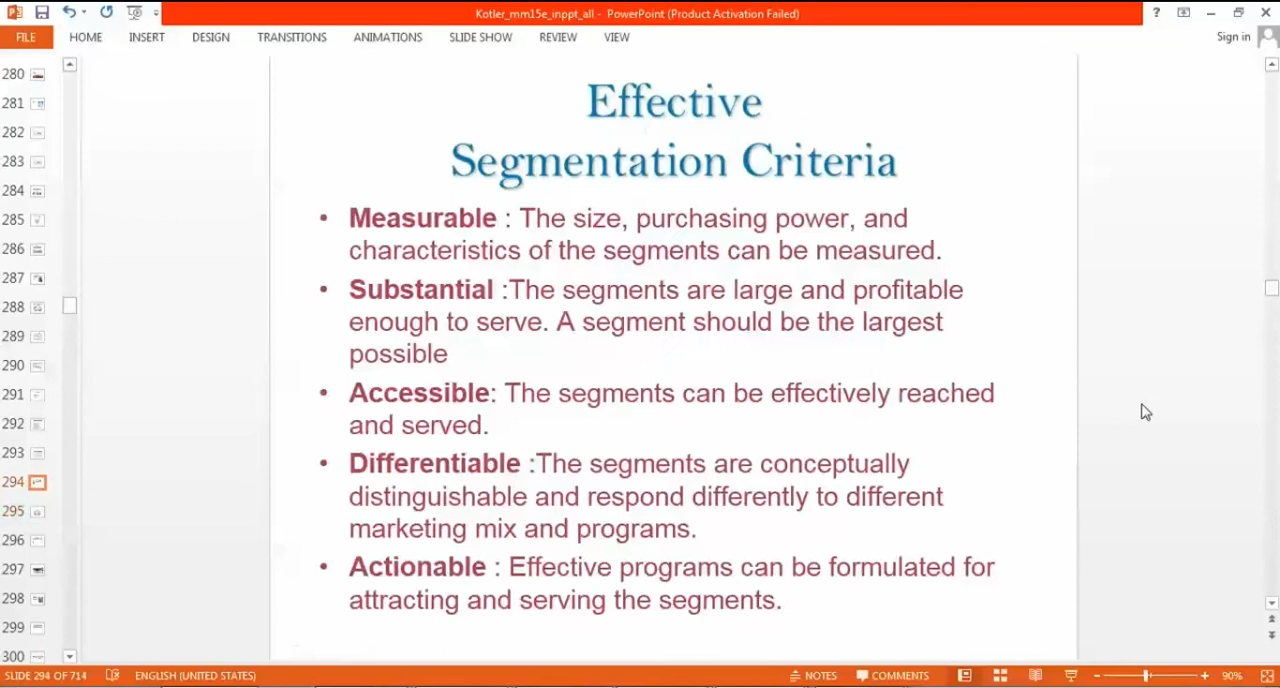 Kotler_mm15e_inppt_all - PowerPoint (Product Activation Failed)
FILE HOME INSERT DESIGN TRANSITIONS ANIMATIONS SLIDE SHOW REVIEW VIEW Sign in
280
281
282
283
284
285
286
287
288
289
290
291
292
293
294
295
296
297
298
299
300
Effective
Segmentation Criteria
• Measurable : The size, purchasing power, and
characteristics of the segments can be measured.
• Substantial :The segments are large and profitable
enough to serve. A segment should be the largest
possible
• Accessible: The segments can be effectively reached
and served.
• Differentiable :The segments are conceptually
distinguishable and respond differently to different
marketing mix and programs.
• Actionable : Effective programs can be formulated for
attracting and serving the segments.
SLIDE 294 OF 714 ENGLISH (UNITED STATES) NOTES COMMENTS 90%